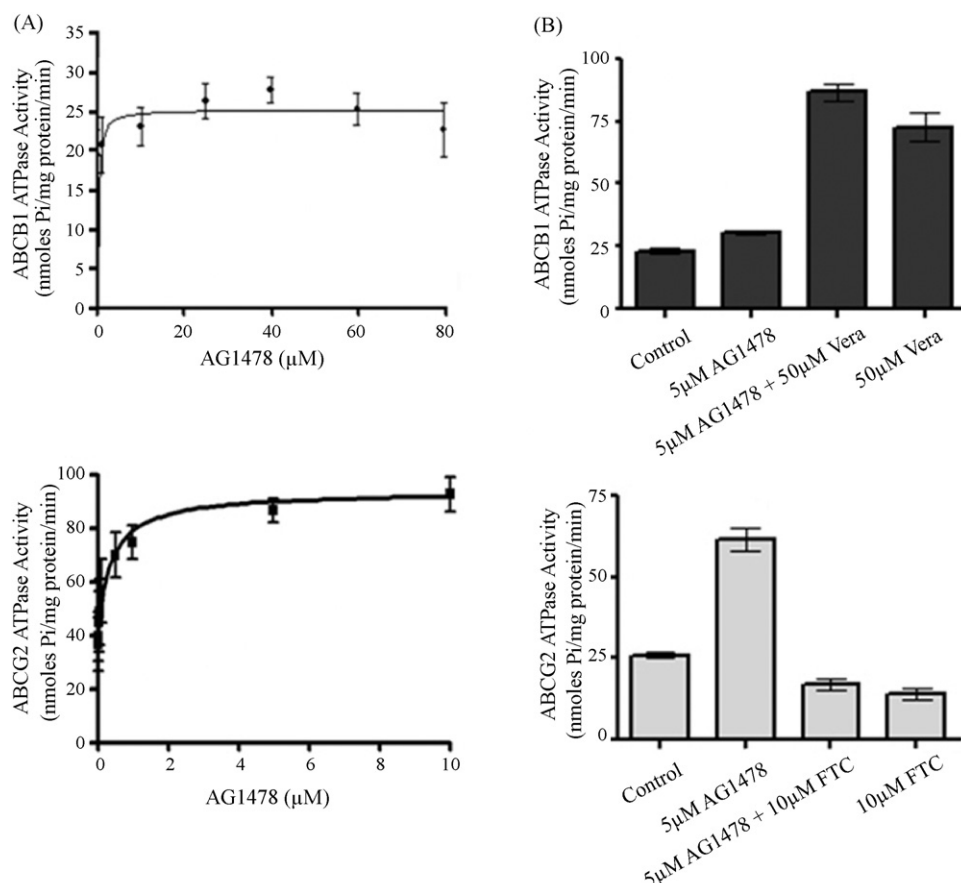 (A)
ABCB1 ATPase Activity
(nmoles Pi/mg protein/min)
35
30
25
20
15
10
5
0
0
20
40
60
80
AG1478 (μM)
(B)
ABCB1 ATPase Activity
(nmoles Pi/mg protein/min)
100
75
50
25
0
Control
5μM AG1478
5μM AG1478 + 50μM Vera
50μM Vera
ABCG2 ATPase Activity
(nmoles Pi/mg protein/min)
100
80
60
40
20
0
0
2
4
6
8
10
AG1478 (μM)
ABCG2 ATPase Activity
(nmoles Pi/mg protein/min)
75
50
25
0
Control
5μM AG1478
5μM AG1478 + 10μM FTC
10μM FTC